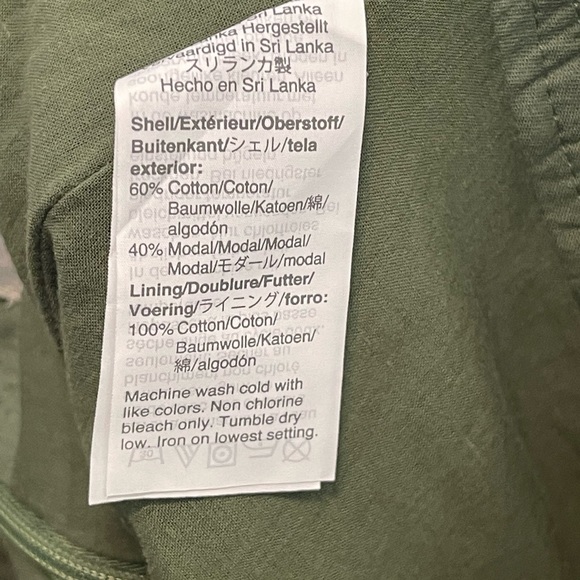 Sri Lanka
Hergestellt
vaardigd in Sri Lanka
スリランカ製
Hecho en Sri Lanka
Shell/Extérieur/Oberstoff/
Buitenkant/シェル/tela
exterior:
60% Cotton/Coton/
Baumwolle/Katoen/綿/
algodón
40% Modal/Modal/Modal/
Modal/モダール/modal
Lining/Doublure/Futter/
Voering/ライニング/forro:
100% Cotton/Coton/
Baumwolle/Katoen/
綿/algodón
Machine wash cold with
like colors. Non chlorine
bleach only. Tumble dry
low. Iron on lowest setting.